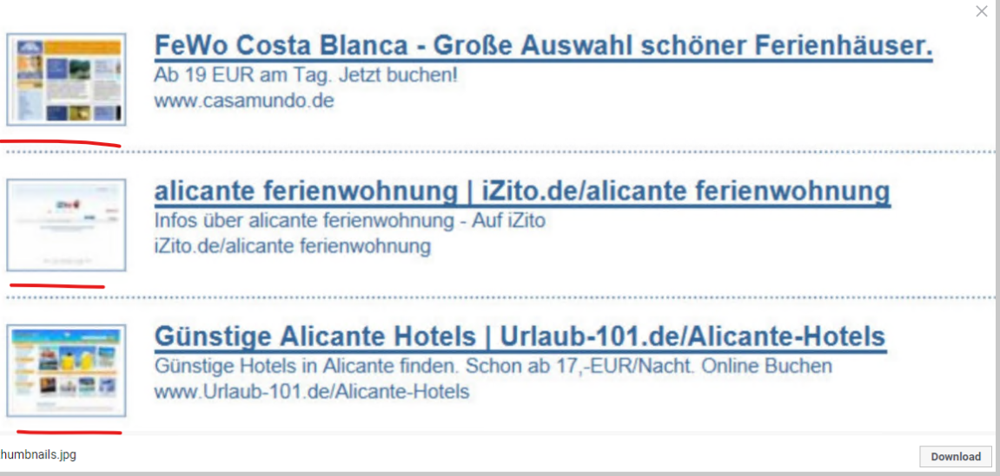 FeWo Costa Blanca - Große Auswahl schöner Ferienhäuser.
Ab 19 EUR am Tag. Jetzt buchen!
www.casamundo.de
alicante ferienwohnung | iZito.de/alicante ferienwohnung
Infos über alicante ferienwohnung - Auf iZito
iZito.de/alicante ferienwohnung
Günstige Alicante Hotels | Urlaub-101.de/Alicante-Hotels
Günstige Hotels in Alicante finden. Schon ab 17,-EUR/Nacht. Online Buchen
www.Urlaub-101.de/Alicante-Hotels
humbnails.jpg
Download